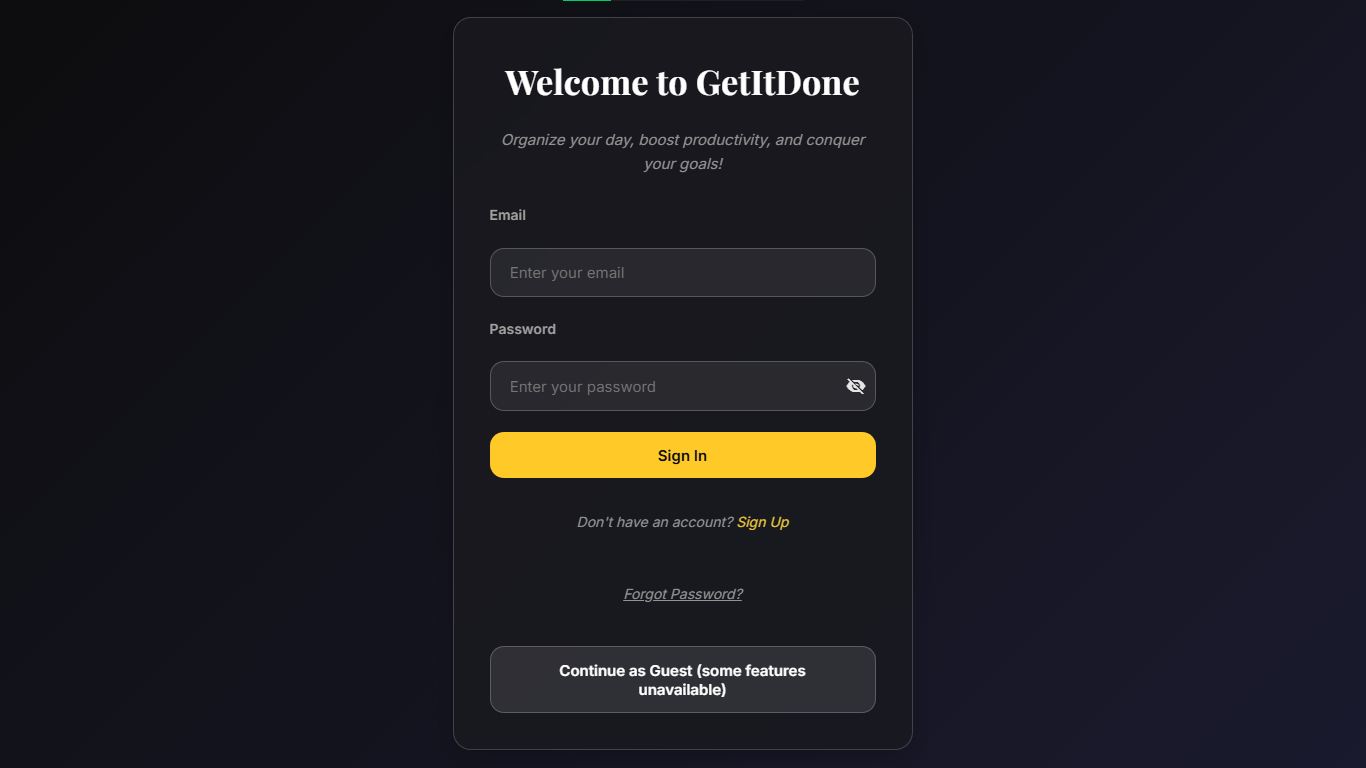 Welcome to GetItDone
Organize your day, boost productivity, and conquer
your goals!
Email
Enter your email
Password
Enter your password
Sign In
Don't have an account? Sign Up
Forgot Password?
Continue as Guest (some features
unavailable)